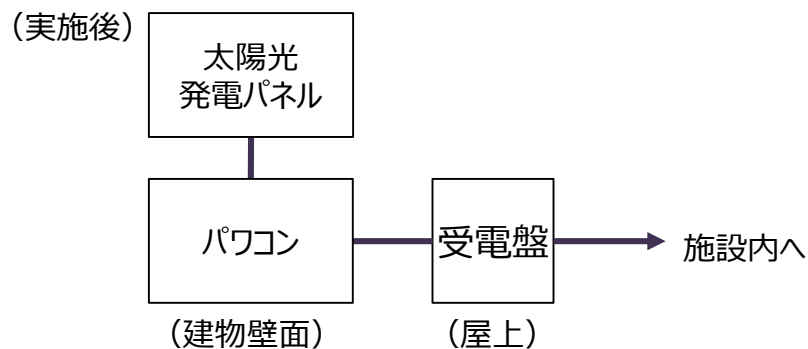 （実施後）
太陽光
発電パネル
パワコン
受電盤
施設内へ
（建物壁面）
（屋上）